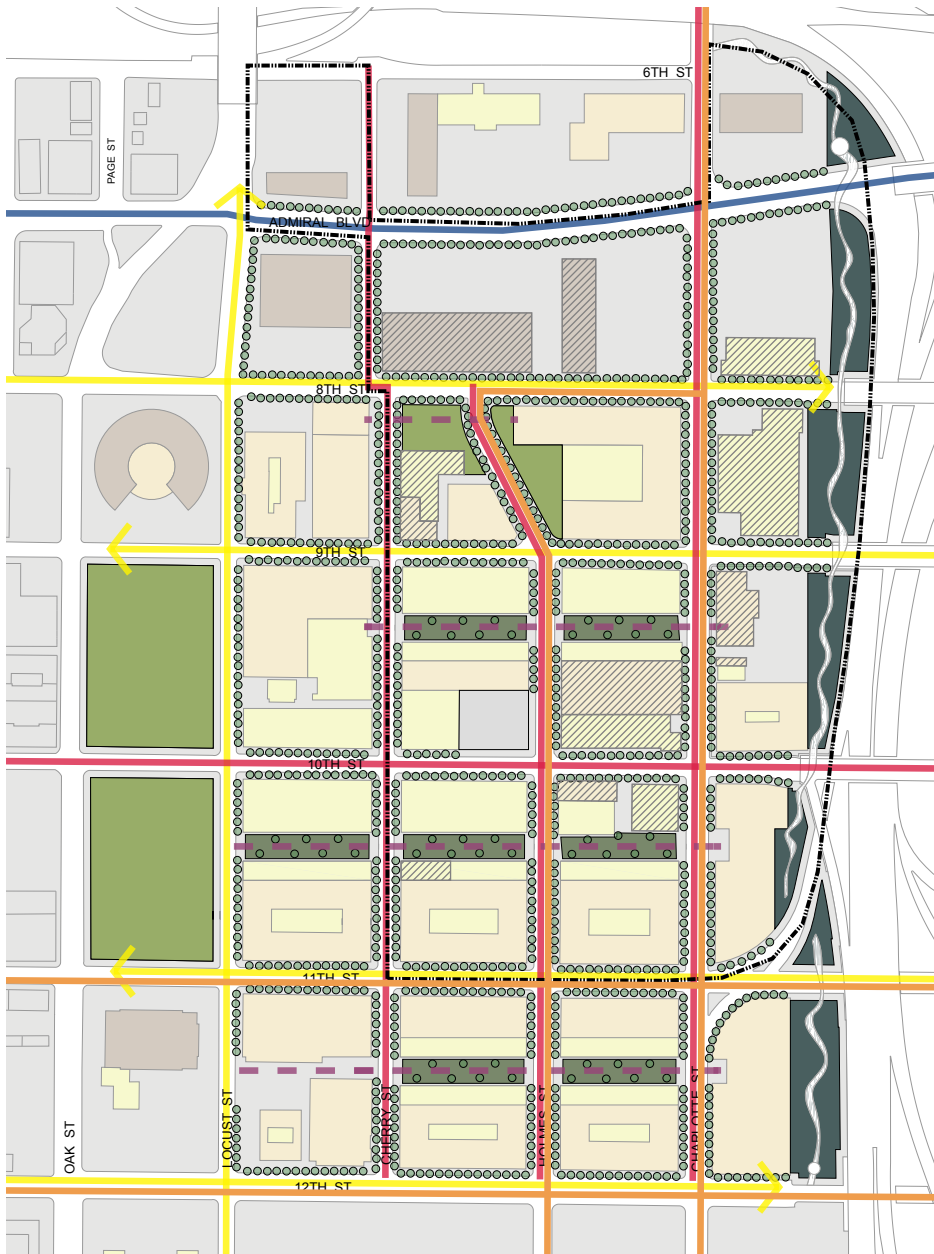 6TH ST
PAGE ST
ADMIRAL BLVD
8TH ST
9TH ST
10TH ST
11TH ST
OAK ST
LOCUST ST
CHERRY ST
HOLMES ST
CHARLOTTE ST
12TH ST